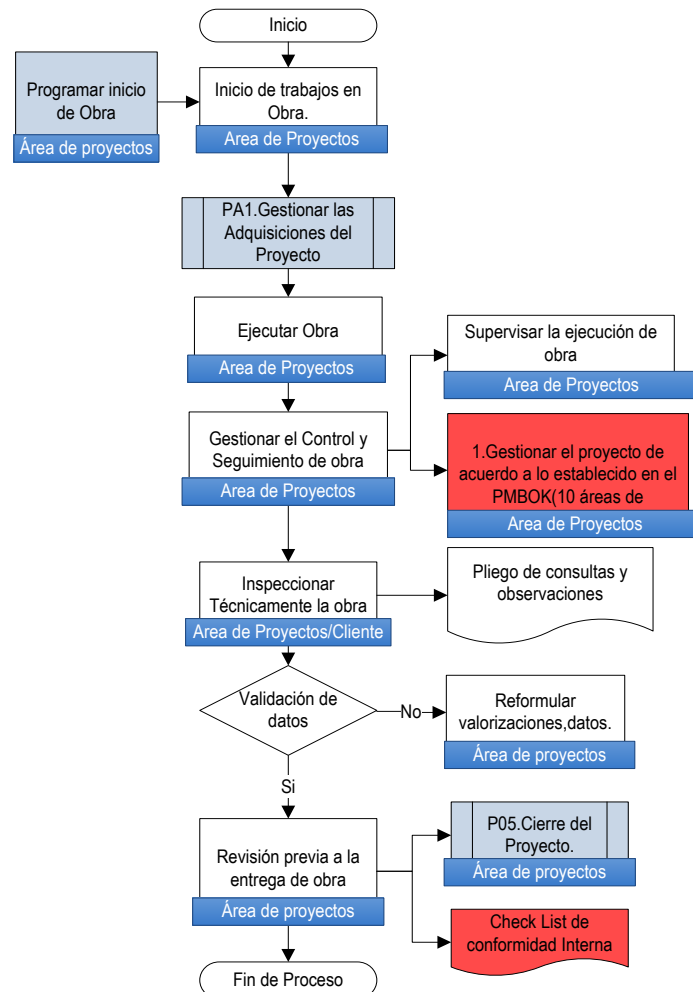 Inicio
Programar inicio
de Obra
Área de proyectos
Inicio de trabajos en
Obra.
Area de Proyectos
PA1.Gestionar las
Adquisiciones del
Proyecto
Ejecutar Obra
Area de Proyectos
Supervisar la ejecución de
obra
Area de Proyectos
Gestionar el Control y
Seguimiento de obra
Area de Proyectos
1.Gestionar el proyecto de
acuerdo a lo establecido en el
PMBOK(10 áreas de
Area de Proyectos
Inspeccionar
Técnicamente la obra
Area de Proyectos/Cliente
Pliego de consultas y
observaciones
Validación de
datos
No
Reformular
valorizaciones,datos.
Área de proyectos
Si
Revisión previa a la
entrega de obra
Área de proyectos
P05.Cierre del
Proyecto.
Área de proyectos
Check List de
conformidad Interna
Fin de Proceso